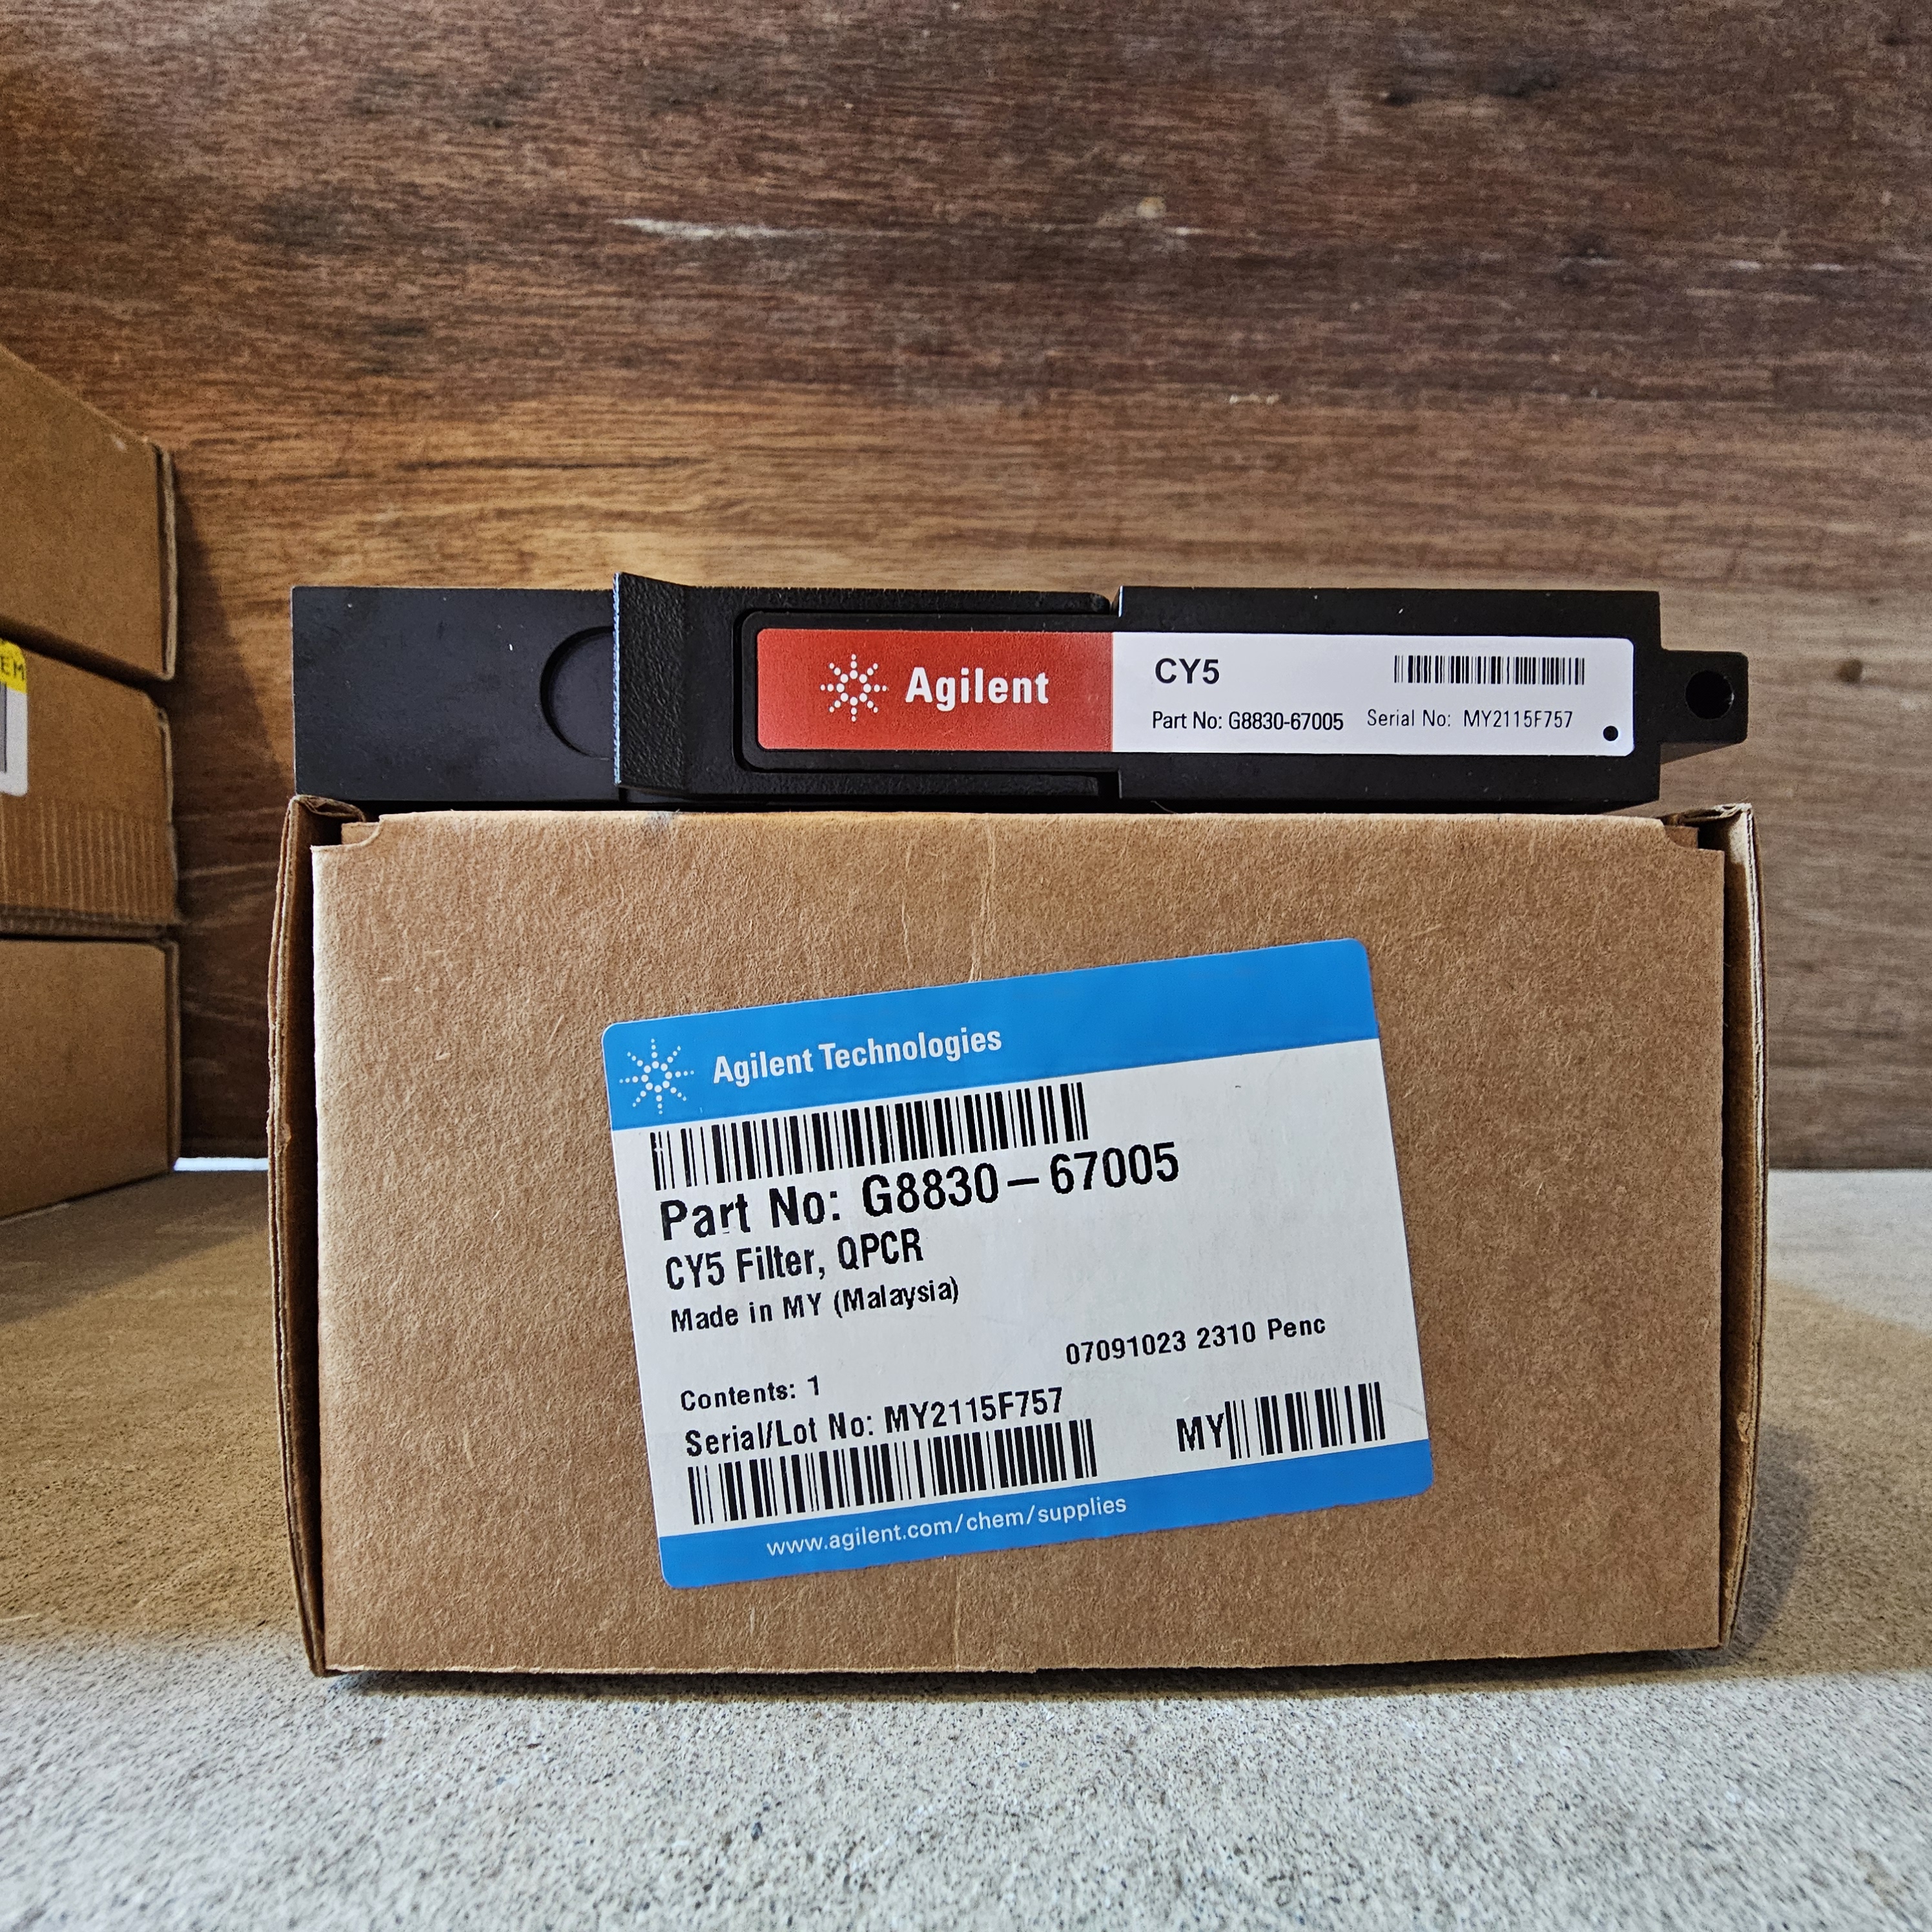 Agilent
CY5
Part No: G8830-67005 Serial No: MY2115F757
EM
Agilent Technologies
Part No: G8830-67005
CY5 Filter, QPCR
Made in MY (Malaysia)
07091023 2310 Penc
Contents: 1
Serial/Lot No: MY2115F757
MY
www.agilent.com/chem/supplies